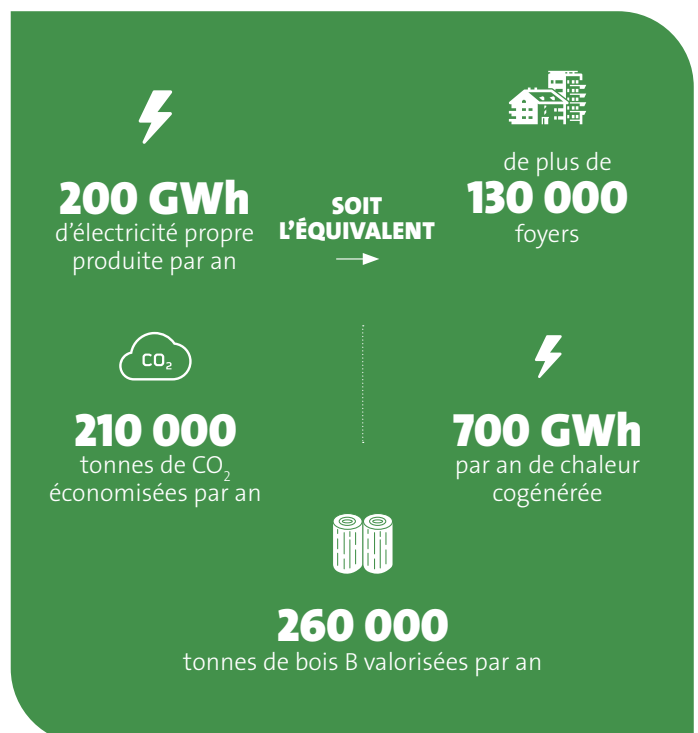 200 GWh
d'électricité propre
produite par an
SOIT
L'ÉQUIVALENT
de plus de
130 000
foyers
CO₂
210 000
tonnes de CO₂
économisées par an
700 GWh
par an de chaleur
cogénérée
260 000
tonnes de bois B valorisées par an